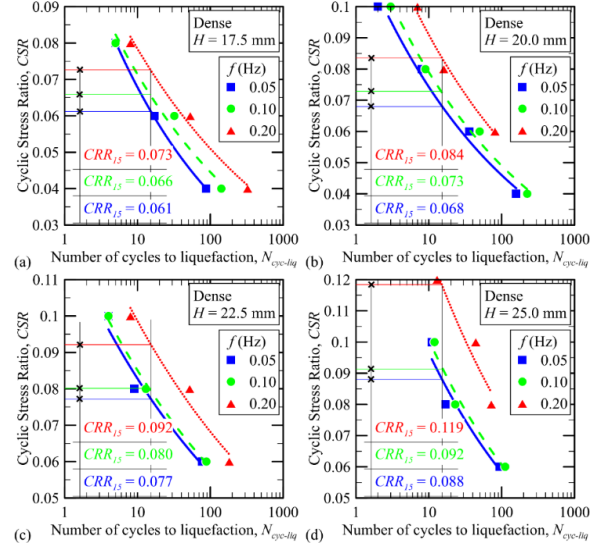 Dense
H = 17.5 mm
f (Hz)
0.05
0.10
0.20
CRR15 = 0.073
CRR15 = 0.066
CRR15 = 0.061
Cyclic Stress Ratio, CSR
0.09
0.08
0.07
0.06
0.05
0.04
0.03
1 10 100 1000
Number of cycles to liquefaction, Ncyc-liq
(a)
Dense
H = 20.0 mm
f (Hz)
0.05
0.10
0.20
CRR15 = 0.084
CRR15 = 0.073
CRR15 = 0.068
Cyclic Stress Ratio, CSR
0.1
0.09
0.08
0.07
0.06
0.05
0.04
0.03
1 10 100 1000
Number of cycles to liquefaction, Ncyc-liq
(b)
Dense
H = 22.5 mm
f (Hz)
0.05
0.10
0.20
CRR15 = 0.092
CRR15 = 0.080
CRR15 = 0.077
Cyclic Stress Ratio, CSR
0.11
0.1
0.09
0.08
0.07
0.06
0.05
1 10 100 1000
Number of cycles to liquefaction, Ncyc-liq
(c)
Dense
H = 25.0 mm
f (Hz)
0.05
0.10
0.20
CRR15 = 0.119
CRR15 = 0.092
CRR15 = 0.088
Cyclic Stress Ratio, CSR
0.12
0.11
0.1
0.09
0.08
0.07
0.06
0.05
1 10 100 1000
Number of cycles to liquefaction, Ncyc-liq
(d)